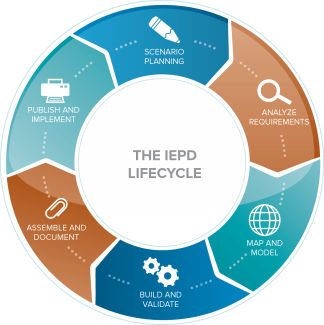 SCENARIO
PLANNING
ANALYZE
REQUIREMENTS
MAP AND
MODEL
BUILD AND
VALIDATE
ASSEMBLE AND
DOCUMENT
PUBLISH AND
IMPLEMENT
THE IEPD
LIFECYCLE